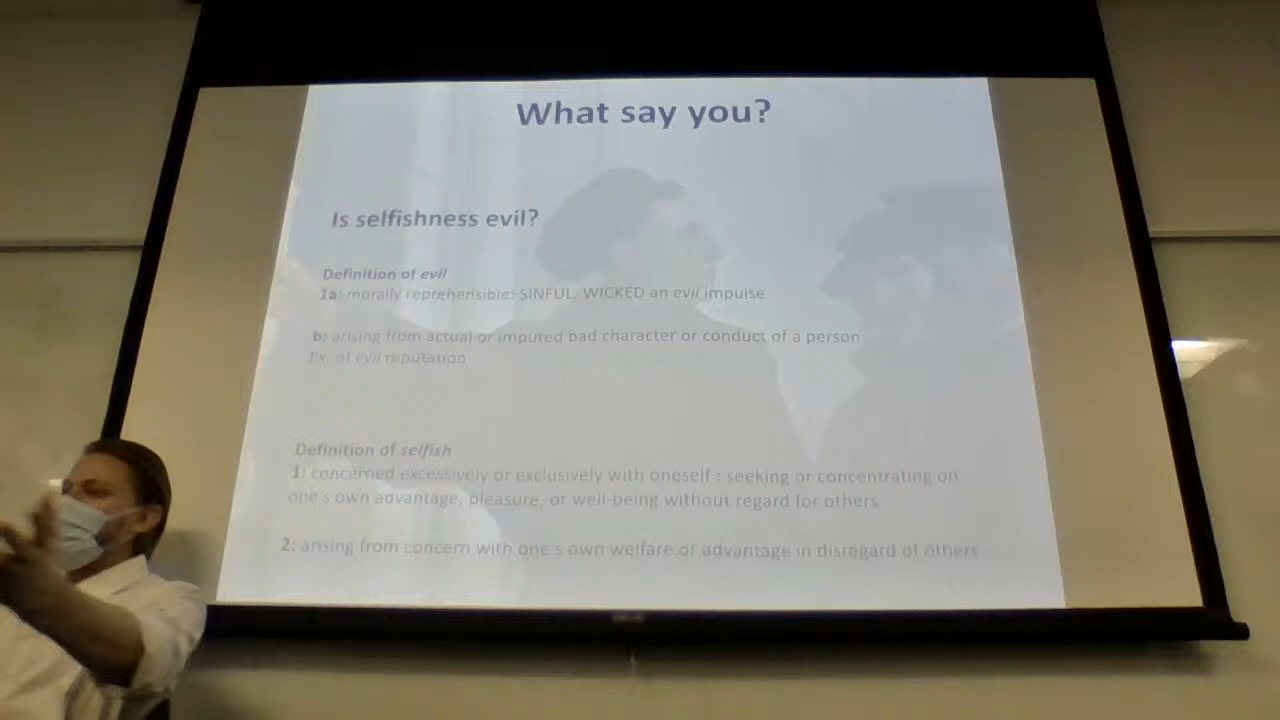 What say you?
Is selfishness evil?
Definition of evil
1a: morally reprehensible: SINFUL, WICKED an evil impulse
b: arising from actual or imputed bad character or conduct of a person
Ex. of evil reputation
Definition of selfish
1: concerned excessively or exclusively with oneself : seeking or concentrating on
one's own advantage, pleasure, or well-being without regard for others
2: arising from concern with one's own welfare or advantage in disregard of others